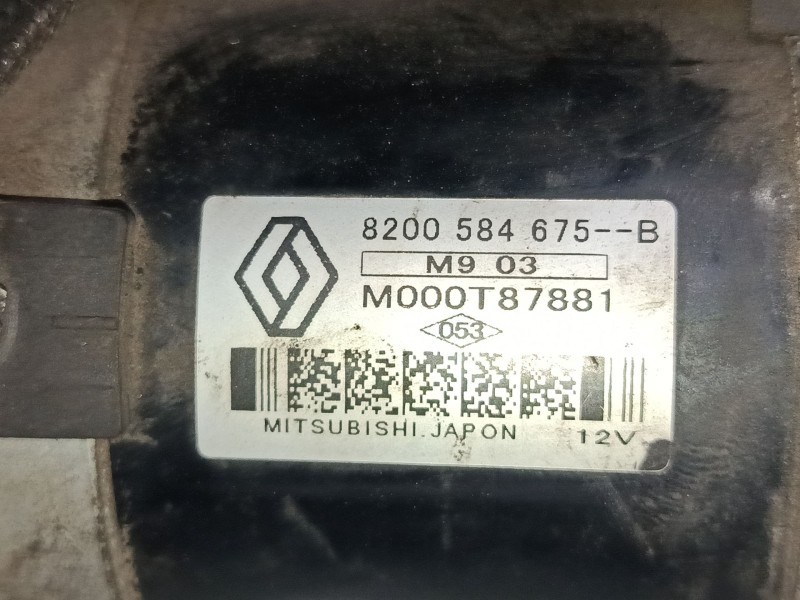 8200 584 675--B
M9 03
M000T87881
053
MITSUBISHI.JAPON 12V